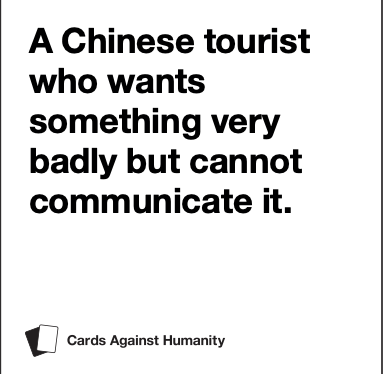 A Chinese tourist
who wants
something very
badly but cannot
communicate it.
Cards Against Humanity